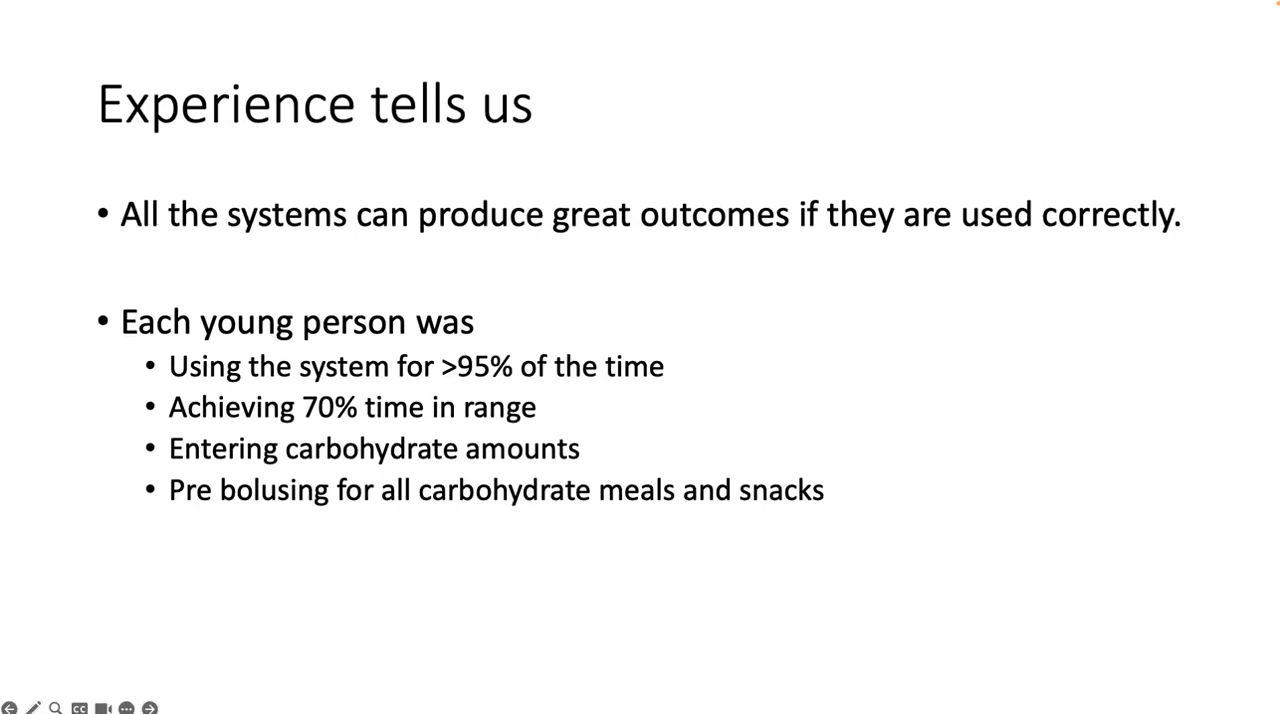 Experience tells us
• All the systems can produce great outcomes if they are used correctly.
• Each young person was
• Using the system for >95% of the time
• Achieving 70% time in range
• Entering carbohydrate amounts
• Pre bolusing for all carbohydrate meals and snacks
CC